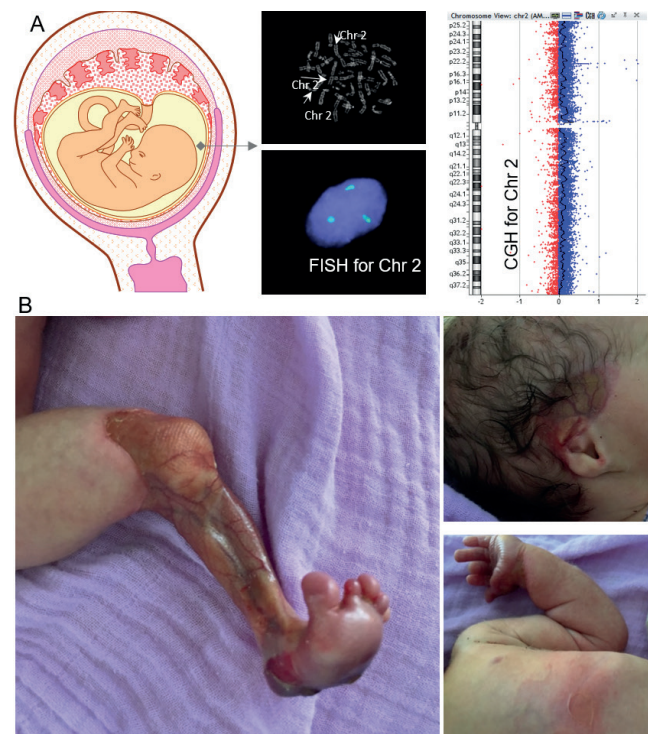 A
Chr 2
Chr 2
Chr 2
FISH for Chr 2
Chromosome View: chr2 (AM...
p25.2
p24.3
p24.1
p23.2
p22.2
p16.3
p16.1
p14
p13.2
p11.2
q12.1
q13
q14.2
q21.1
q22.1
q22.3
q24.1
q24.3
q31.2
q32.2
q33.1
q33.3
q35
q36.2
q37.2
CGH for Chr 2
-2
-1
0
1
2
B